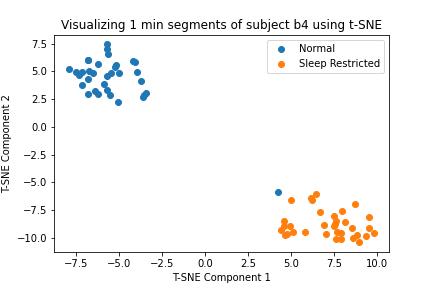 Visualizing 1 min segments of subject b4 using t-SNE
Normal
Sleep Restricted
7.5
5.0
2.5
0.0
−2.5
−5.0
−7.5
−10.0
T-SNE Component 2
−7.5 −5.0 −2.5 0.0 2.5 5.0 7.5 10.0
T-SNE Component 1